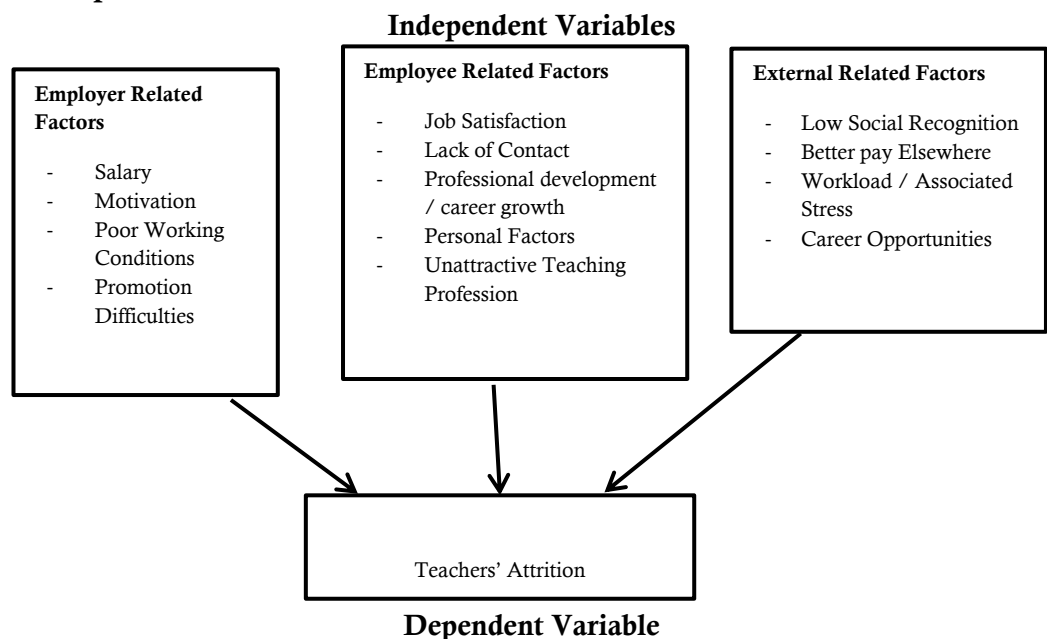 Independent Variables
Employer Related
Factors
- Salary
- Motivation
- Poor Working
Conditions
- Promotion
Difficulties
Employee Related Factors
- Job Satisfaction
- Lack of Contact
- Professional development
/ career growth
- Personal Factors
- Unattractive Teaching
Profession
External Related Factors
- Low Social Recognition
- Better pay Elsewhere
- Workload / Associated
Stress
- Career Opportunities
Teachers’ Attrition
Dependent Variable